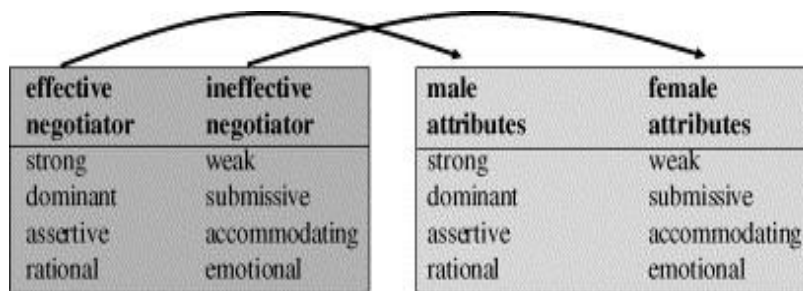 effective ineffective male female
negotiator negotiator attributes attributes
strong weak strong weak
dominant submissive dominant submissive
assertive accommodating assertive accommodating
rational emotional rational emotional